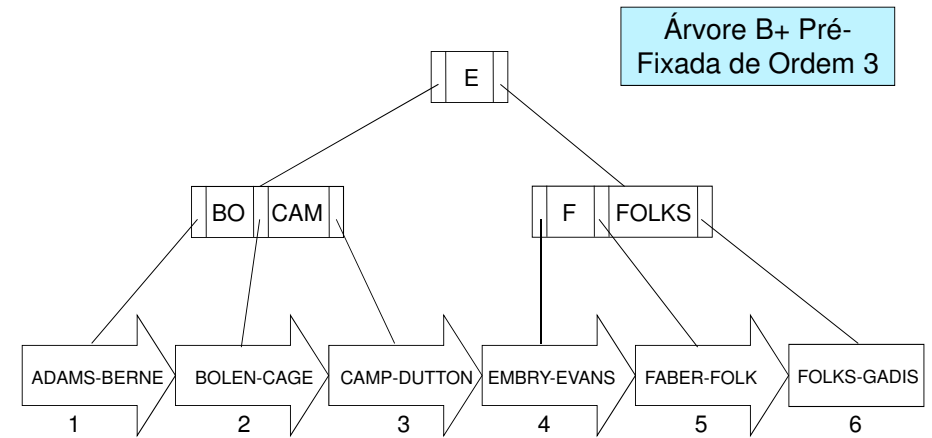 Árvore B+ Pré-
Fixada de Ordem 3
E
BO CAM
F FOLKS
ADAMS-BERNE BOLEN-CAGE CAMP-DUTTON EMBRY-EVANS FABER-FOLK FOLKS-GADIS
1 2 3 4 5 6